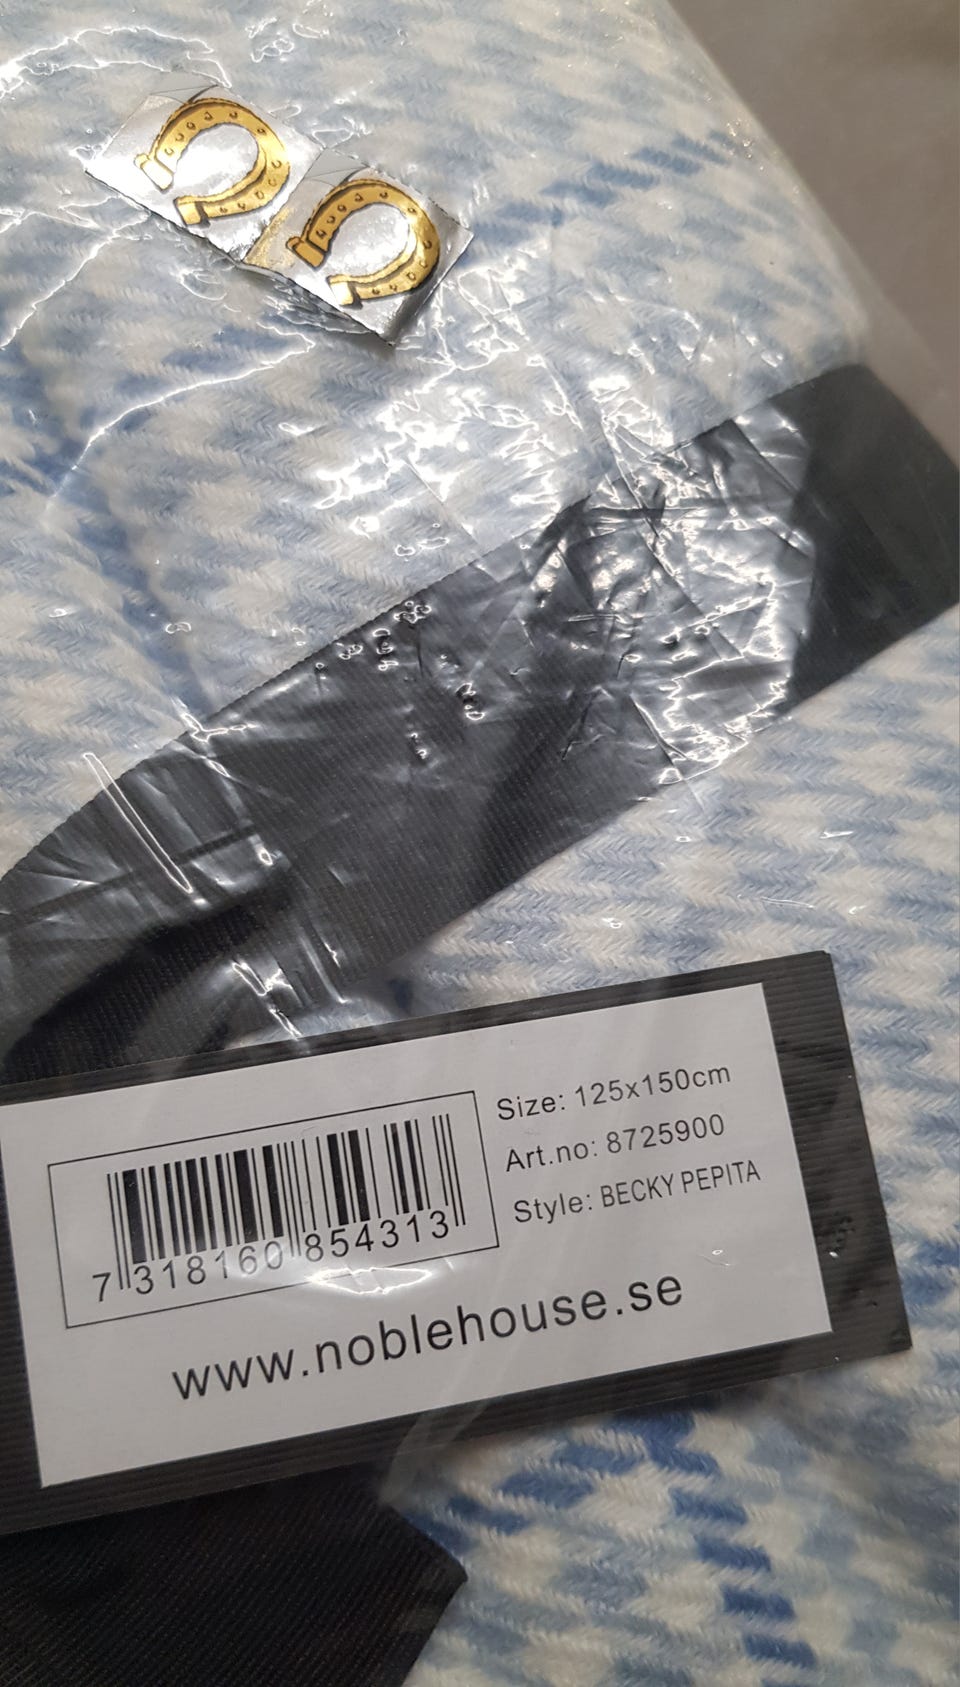 Size: 125x150cm
Art.no: 8725900
Style: BECKY PEPITA
7 318160 854313
www.noblehouse.se